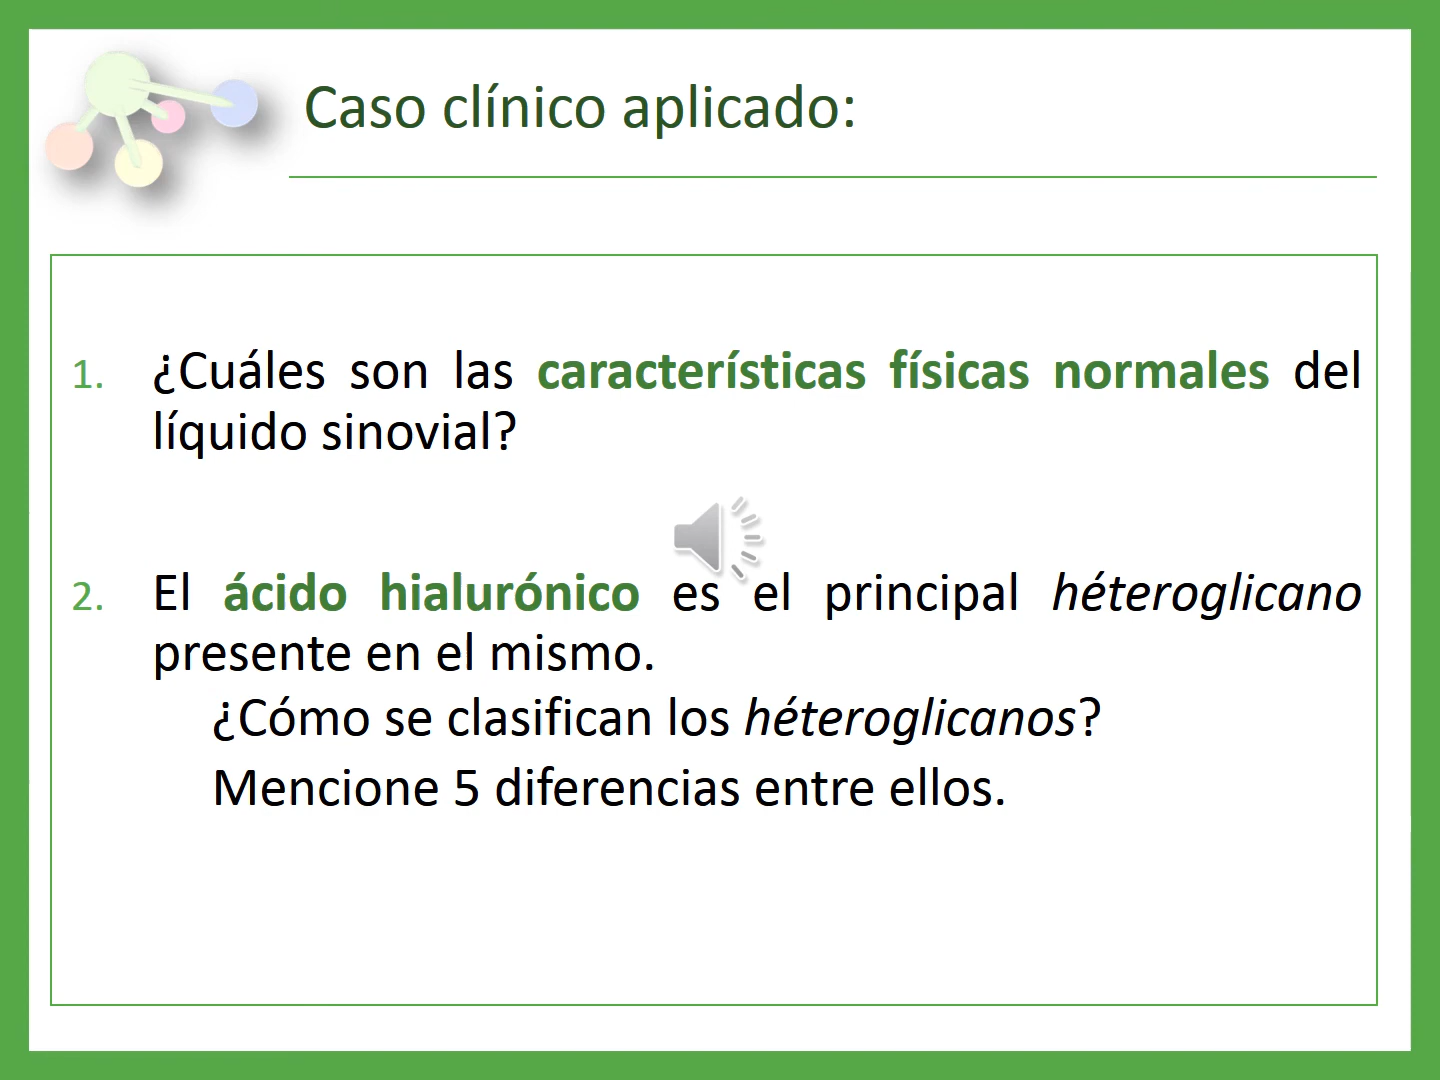 Caso clínico aplicado:
1. ¿Cuáles son las características físicas normales del
líquido sinovial?
2. El ácido hialurónico es el principal héteroglicano
presente en el mismo.
¿Cómo se clasifican los héteroglicanos?
Mencione 5 diferencias entre ellos.